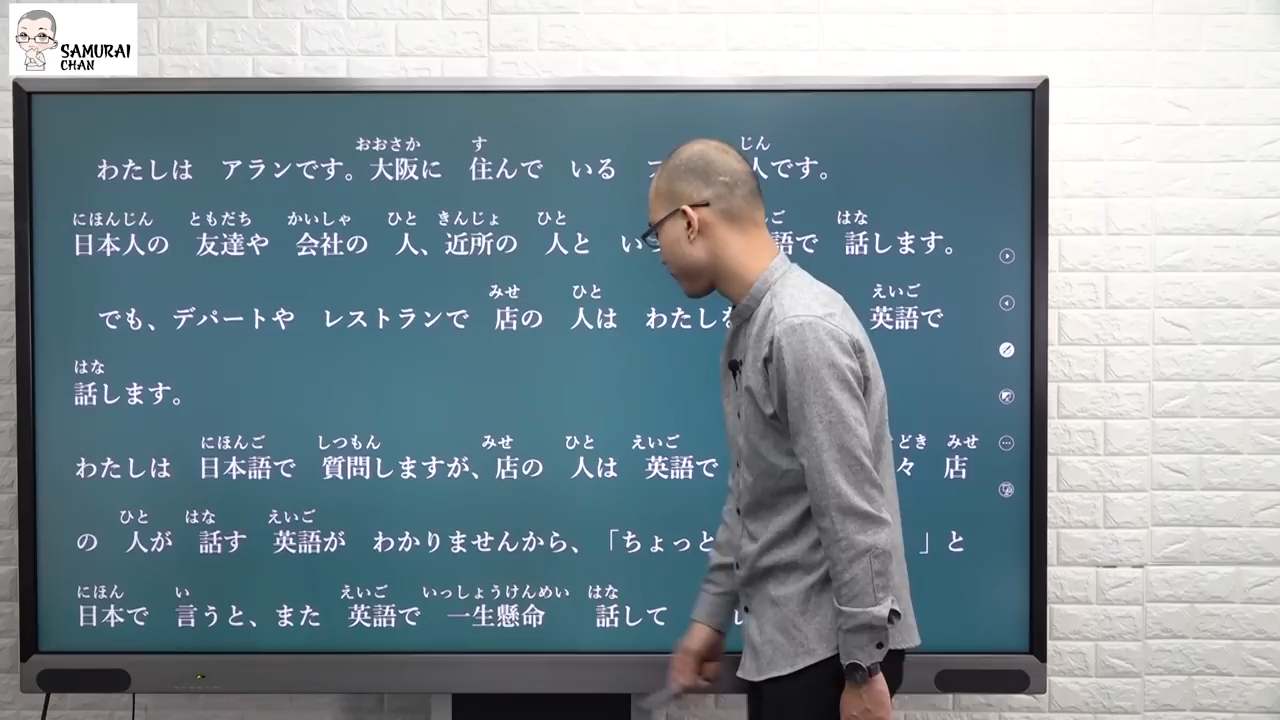 SAMURAI
CHAN
おおさか す じん
わたしは アランです。大阪に 住んで いる 人です。
にほんじん ともだち かいしゃ ひと きんじょ ひと ご はな
日本人の 友達や 会社の 人、近所の 人と 語で 話します。
みせ ひと えいご
でも、デパートや レストランで 店の 人は わたしを 英語で
はな
話します。
にほんご しつもん みせ ひと えいご どき みせ
わたしは 日本語で 質問しますが、店の 人は 英語で 々 店
ひと はな えいご
の 人が 話す 英語が わかりませんから、「ちょっと 」と
にほん い えいご いっしょうけんめい はな
日本で 言うと、また 英語で 一生懸命 話して